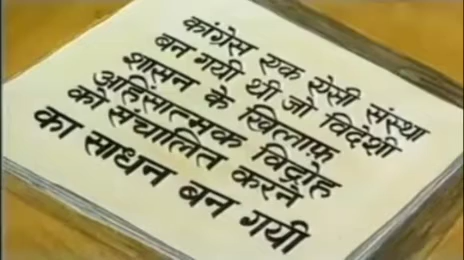 कांग्रेस एक ऐसी संस्था
बन गयी थी जो विदेशी
शासन के खिलाफ़
अहिंसात्मक विद्रोह
को संचालित करने
का साधन बन गयी